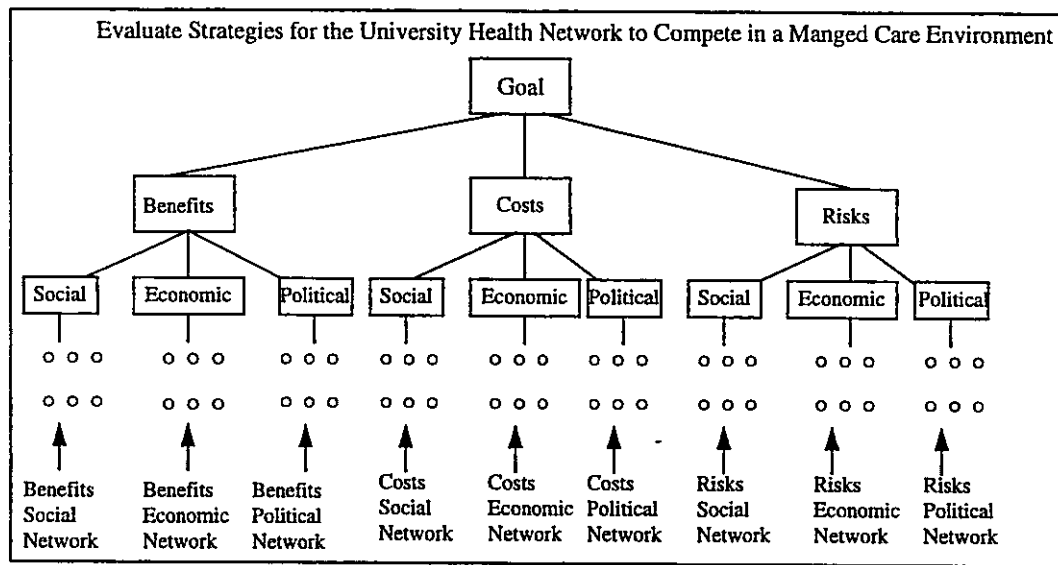 Evaluate Strategies for the University Health Network to Compete in a Manged Care Environment
Goal
Benefits
Costs
Risks
Social
Economic
Political
Social
Economic
Political
Social
Economic
Political
Benefits
Social
Network
Benefits
Economic
Network
Benefits
Political
Network
Costs
Social
Network
Costs
Economic
Network
Costs
Political
Network
Risks
Social
Network
Risks
Economic
Network
Risks
Political
Network